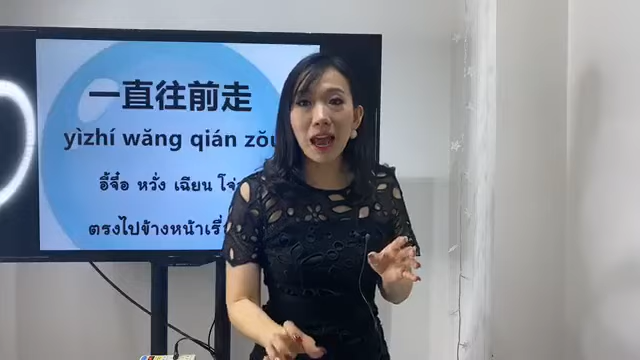 一直往前走
yìzhí wǎng qián
อี้จื๋อ หวั่ง เฉียน
ตรงไปข้างหน้า